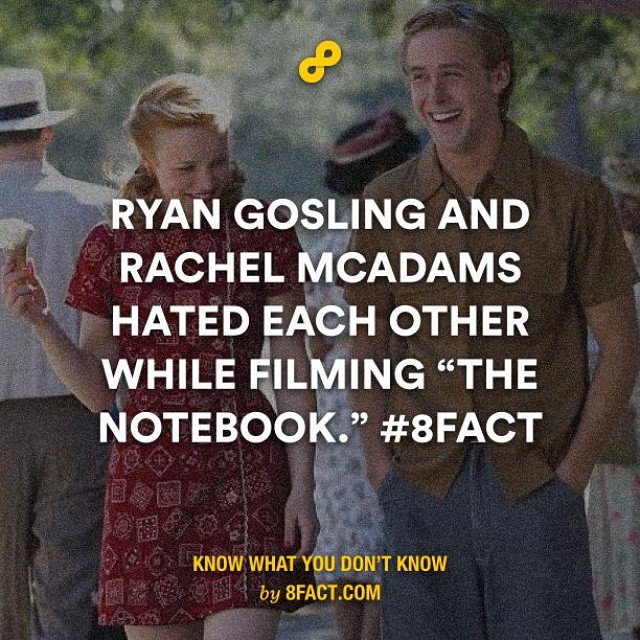 RYAN GOSLING AND
RACHEL MCADAMS
HATED EACH OTHER
WHILE FILMING “THE
NOTEBOOK.” #8FACT
KNOW WHAT YOU DON’T KNOW
by 8FACT.COM